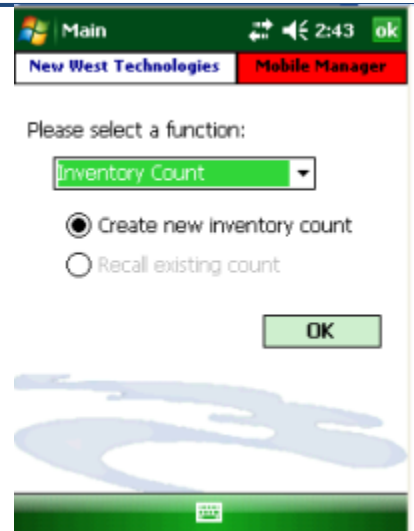 Main 2:43 ok
New West Technologies Mobile Manager
Please select a function:
Inventory Count
Create new inventory count
Recall existing count
OK